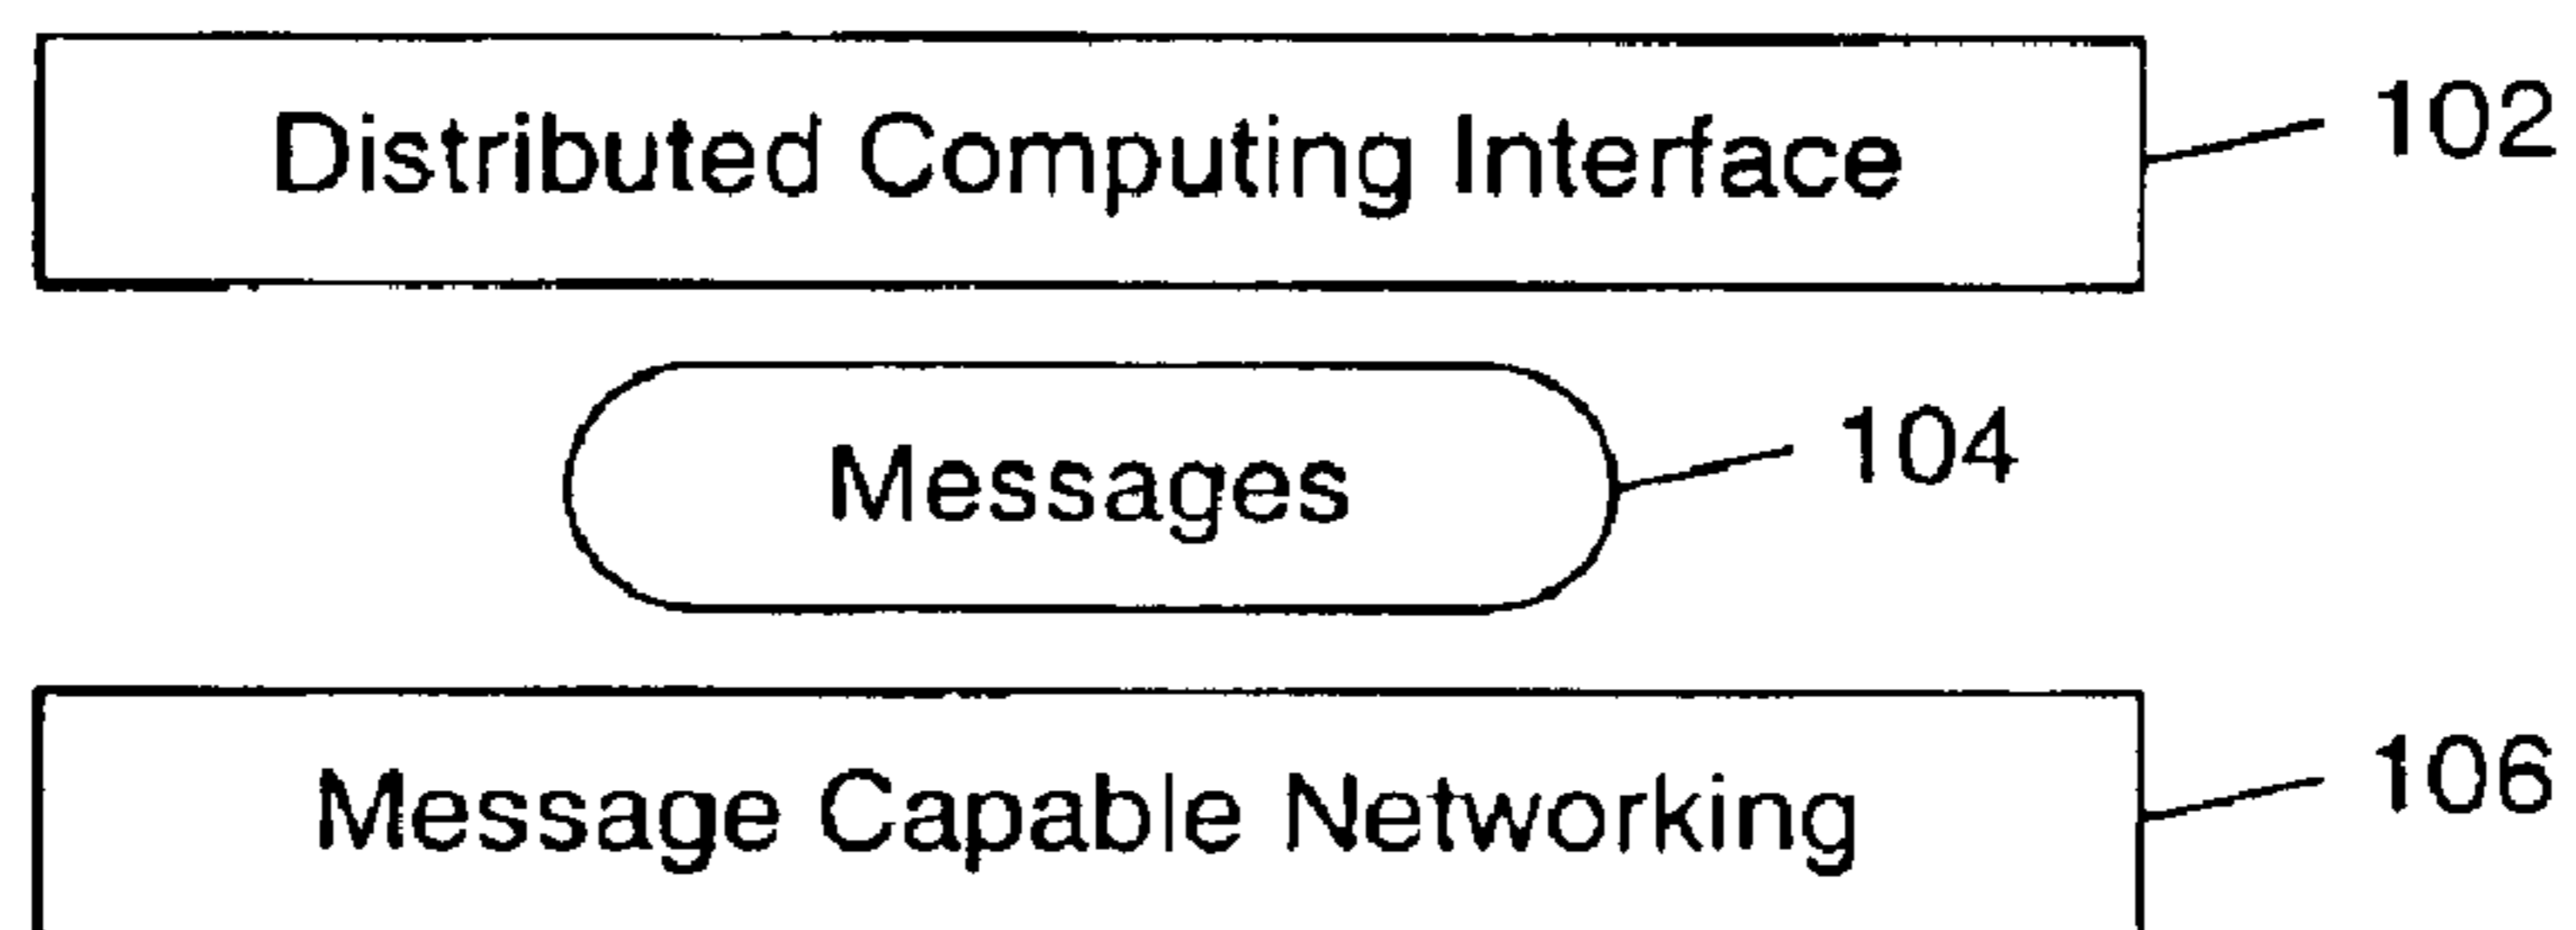 Distributed Computing Interface 102
Messages 104
Message Capable Networking 106